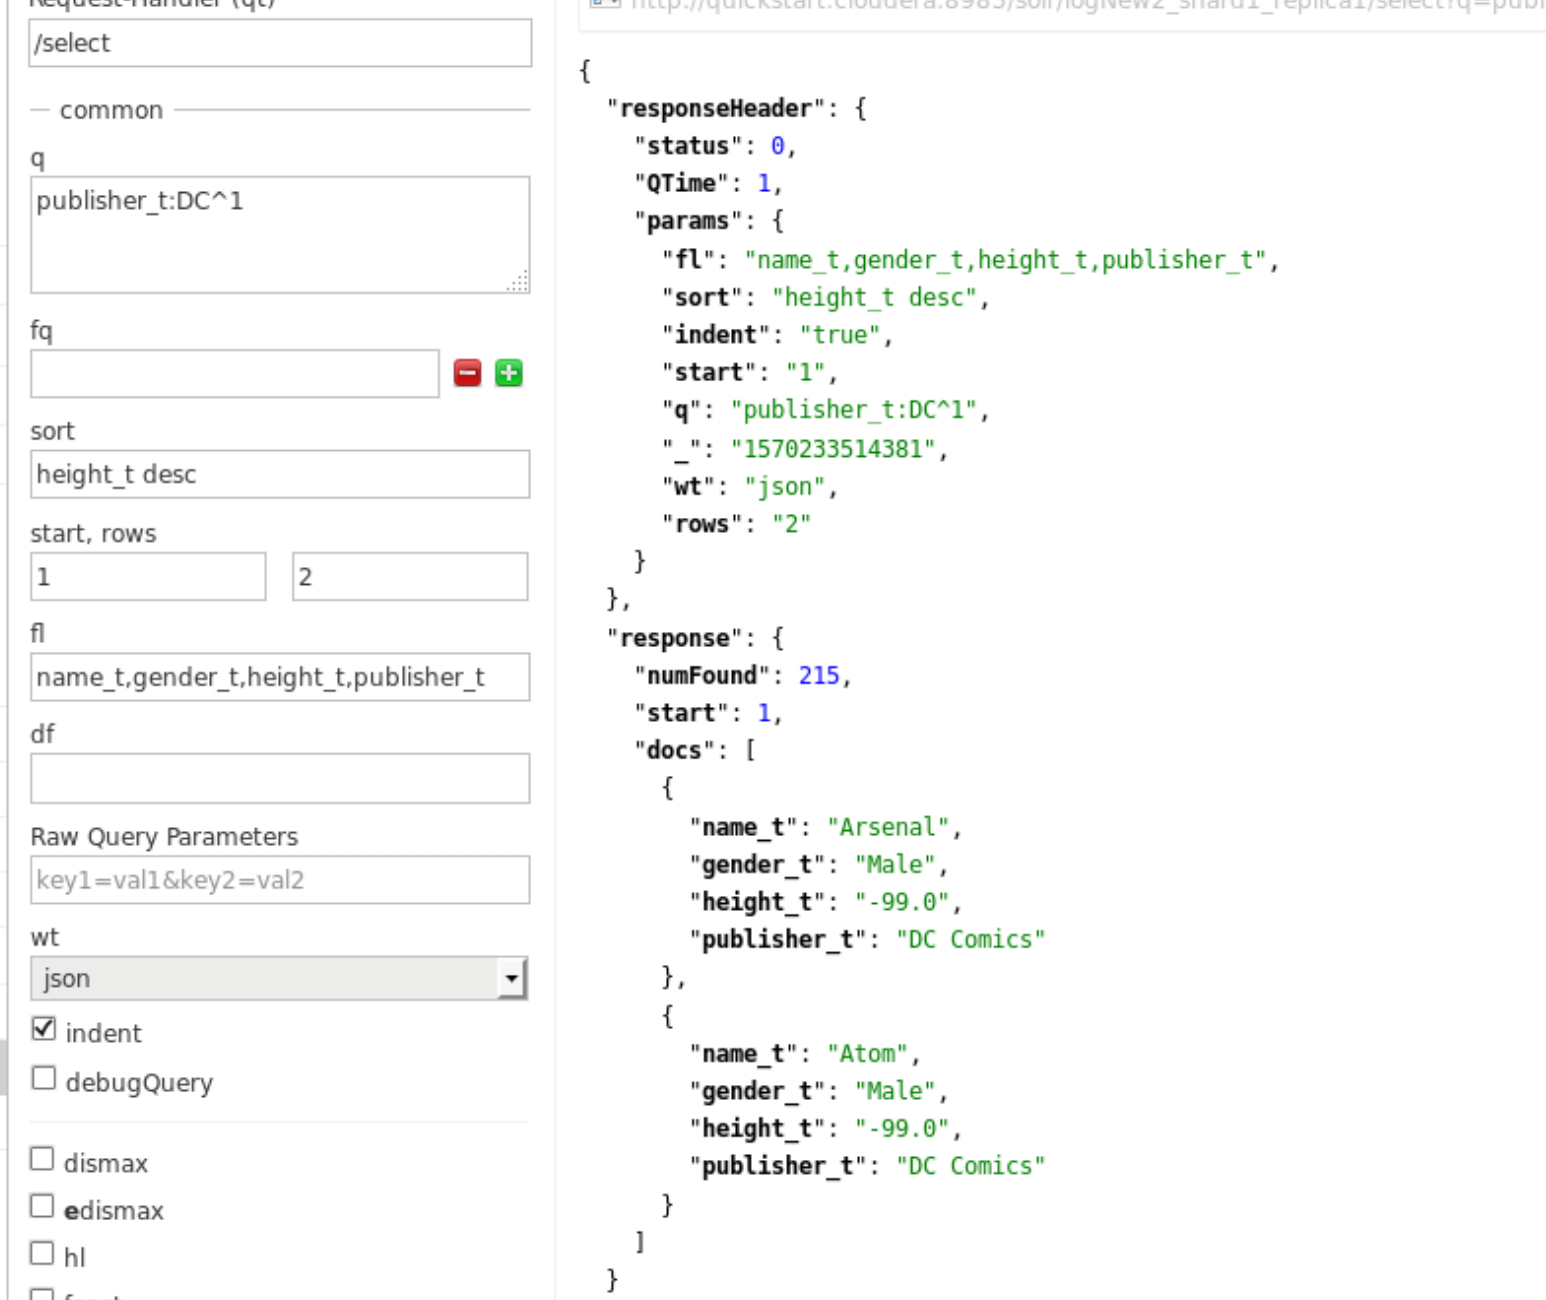 Request-Handler (qt)
/select
common
q
publisher_t:DC^1
fq
sort
height_t desc
start, rows
1 2
fl
name_t,gender_t,height_t,publisher_t
df
Raw Query Parameters
key1=val1&key2=val2
wt
json
indent
debugQuery
dismax
edismax
hl
facet
http://quickstart.cloudera:8983/solr/logNew2_shard1_replica1/select?q=publ
{
"responseHeader": {
"status": 0,
"QTime": 1,
"params": {
"fl": "name_t,gender_t,height_t,publisher_t",
"sort": "height_t desc",
"indent": "true",
"start": "1",
"q": "publisher_t:DC^1",
"_": "1570233514381",
"wt": "json",
"rows": "2"
}
},
"response": {
"numFound": 215,
"start": 1,
"docs": [
{
"name_t": "Arsenal",
"gender_t": "Male",
"height_t": "-99.0",
"publisher_t": "DC Comics"
},
{
"name_t": "Atom",
"gender_t": "Male",
"height_t": "-99.0",
"publisher_t": "DC Comics"
}
]
}